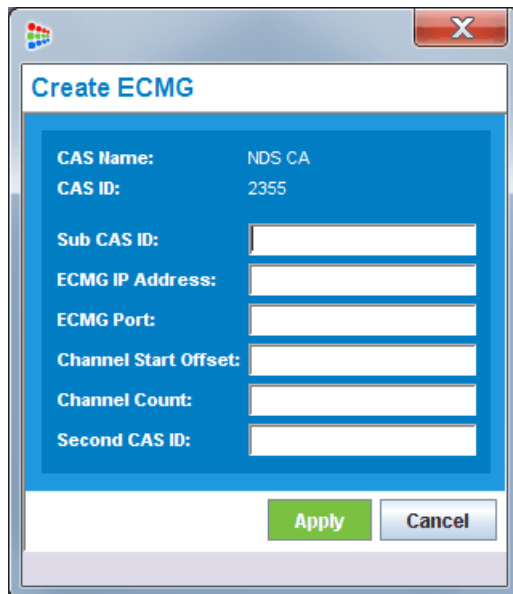 Create ECMG
CAS Name: NDS CA
CAS ID: 2355
Sub CAS ID:
ECMG IP Address:
ECMG Port:
Channel Start Offset:
Channel Count:
Second CAS ID:
Apply Cancel